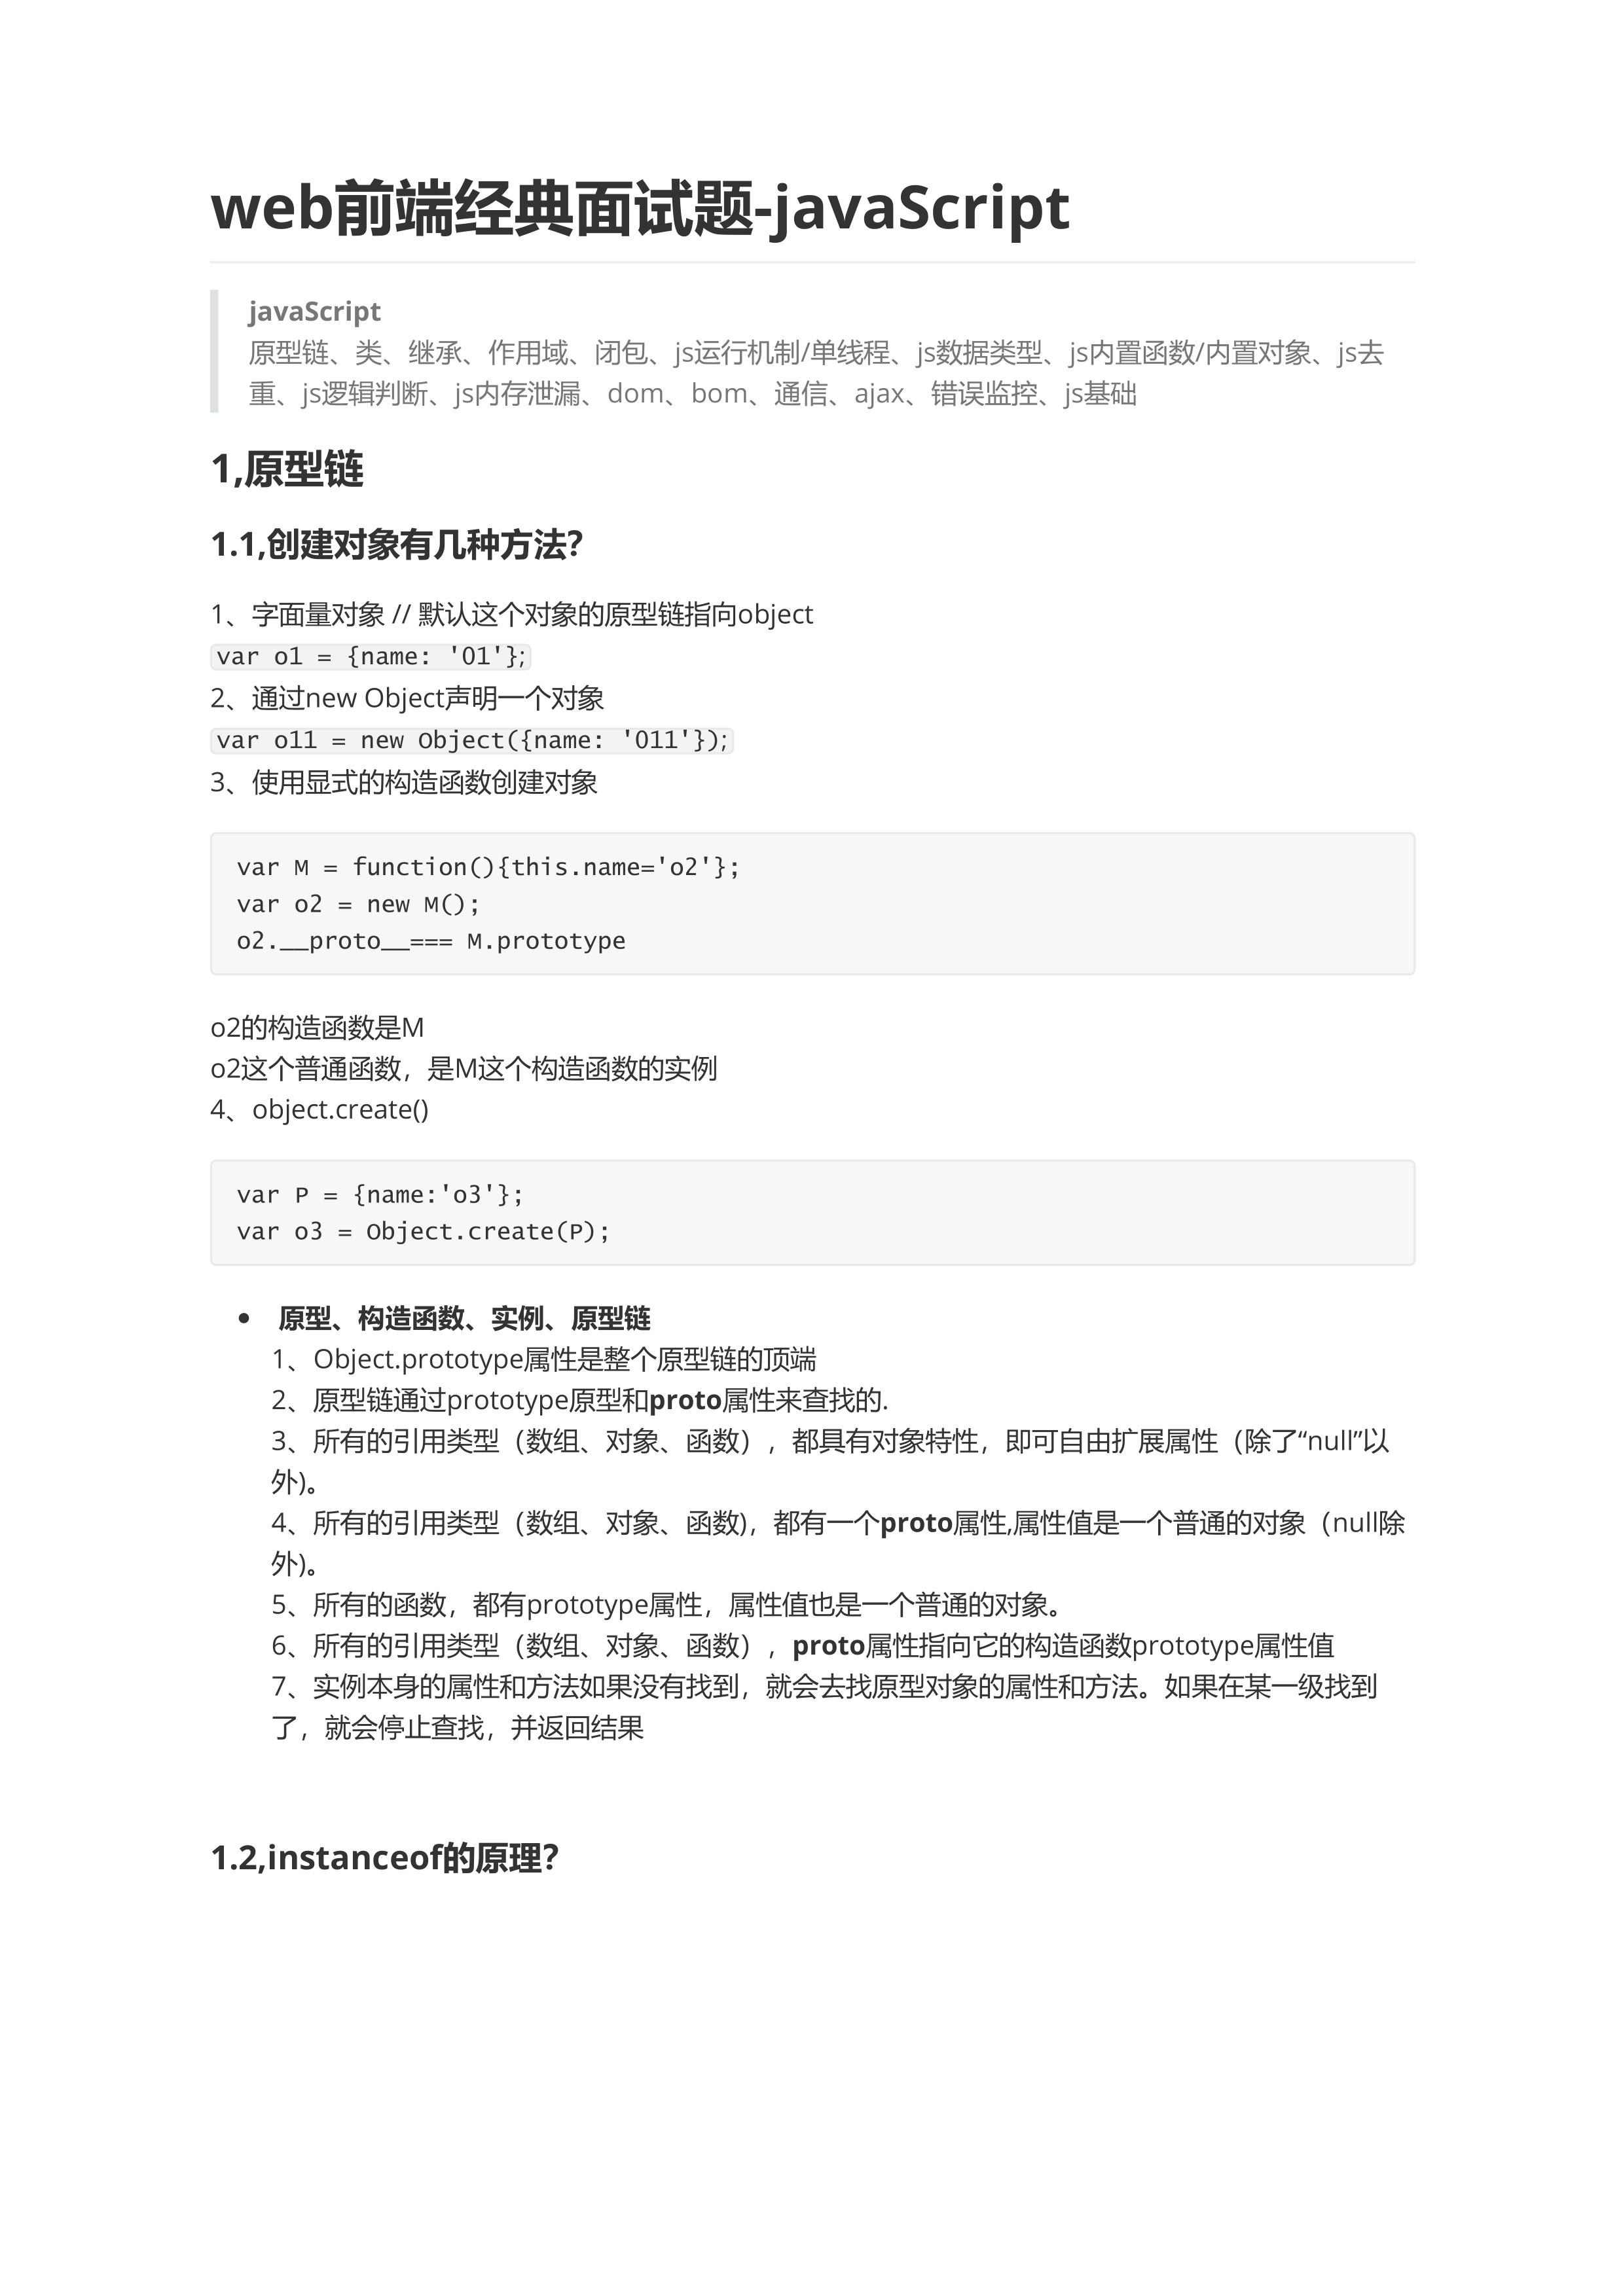 web前端经典面试题-javaScript
javaScript
原型链、类、继承、作用域、闭包、js运行机制/单线程、js数据类型、js内置函数/内置对象、js去
重、js逻辑判断、js内存泄漏、dom、bom、通信、ajax、错误监控、js基础
1,原型链
1.1,创建对象有几种方法?
1、字面量对象 // 默认这个对象的原型链指向object
var o1 = {name: '01'};
2、通过new Object声明一个对象
var o11 = new Object({name: '011'});
3、使用显式的构造函数创建对象
var M = function(){this.name='o2'};
var o2 = new M();
o2.__proto__=== M.prototype
o2的构造函数是M
o2这个普通函数，是M这个构造函数的实例
4、object.create()
var P = {name:'o3'};
var o3 = Object.create(P);
• 原型、构造函数、实例、原型链
1、Object.prototype属性是整个原型链的顶端
2、原型链通过prototype原型和proto属性来查找的.
3、所有的引用类型（数组、对象、函数），都具有对象特性，即可自由扩展属性（除了“null”以
外)。
4、所有的引用类型（数组、对象、函数)，都有一个proto属性,属性值是一个普通的对象（null除
外)。
5、所有的函数，都有prototype属性，属性值也是一个普通的对象。
6、所有的引用类型（数组、对象、函数），proto属性指向它的构造函数prototype属性值
7、实例本身的属性和方法如果没有找到，就会去找原型对象的属性和方法。如果在某一级找到
了，就会停止查找，并返回结果
1.2,instanceof的原理?